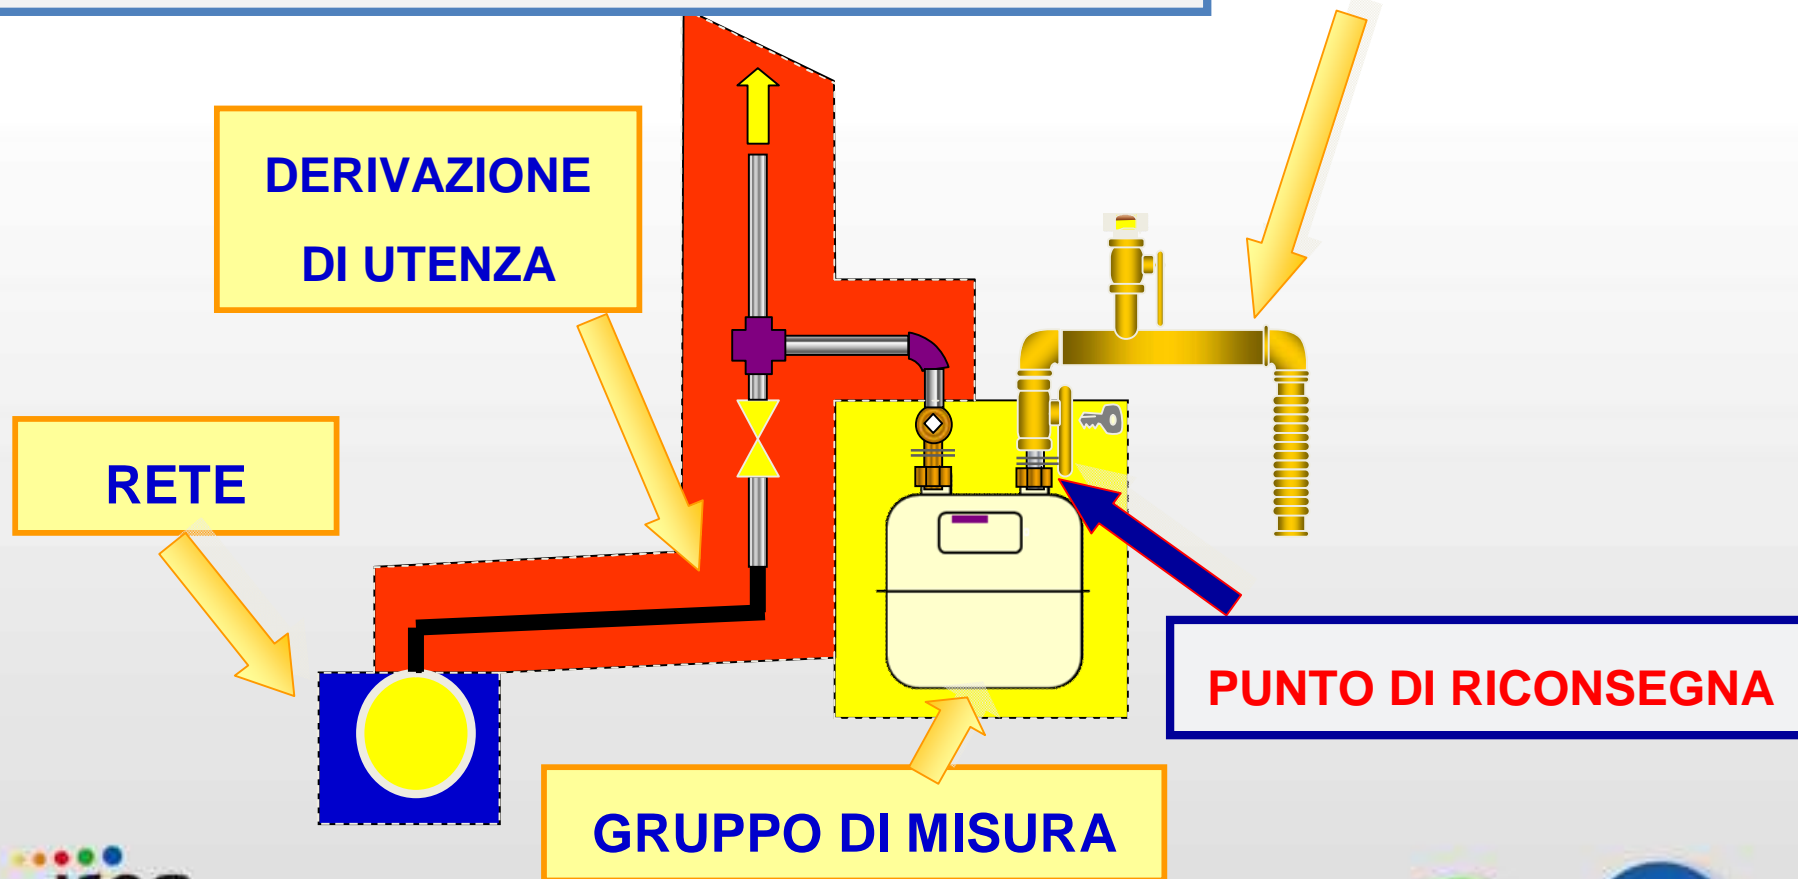 DERIVAZIONE
DI UTENZA
RETE
PUNTO DI RICONSEGNA
GRUPPO DI MISURA